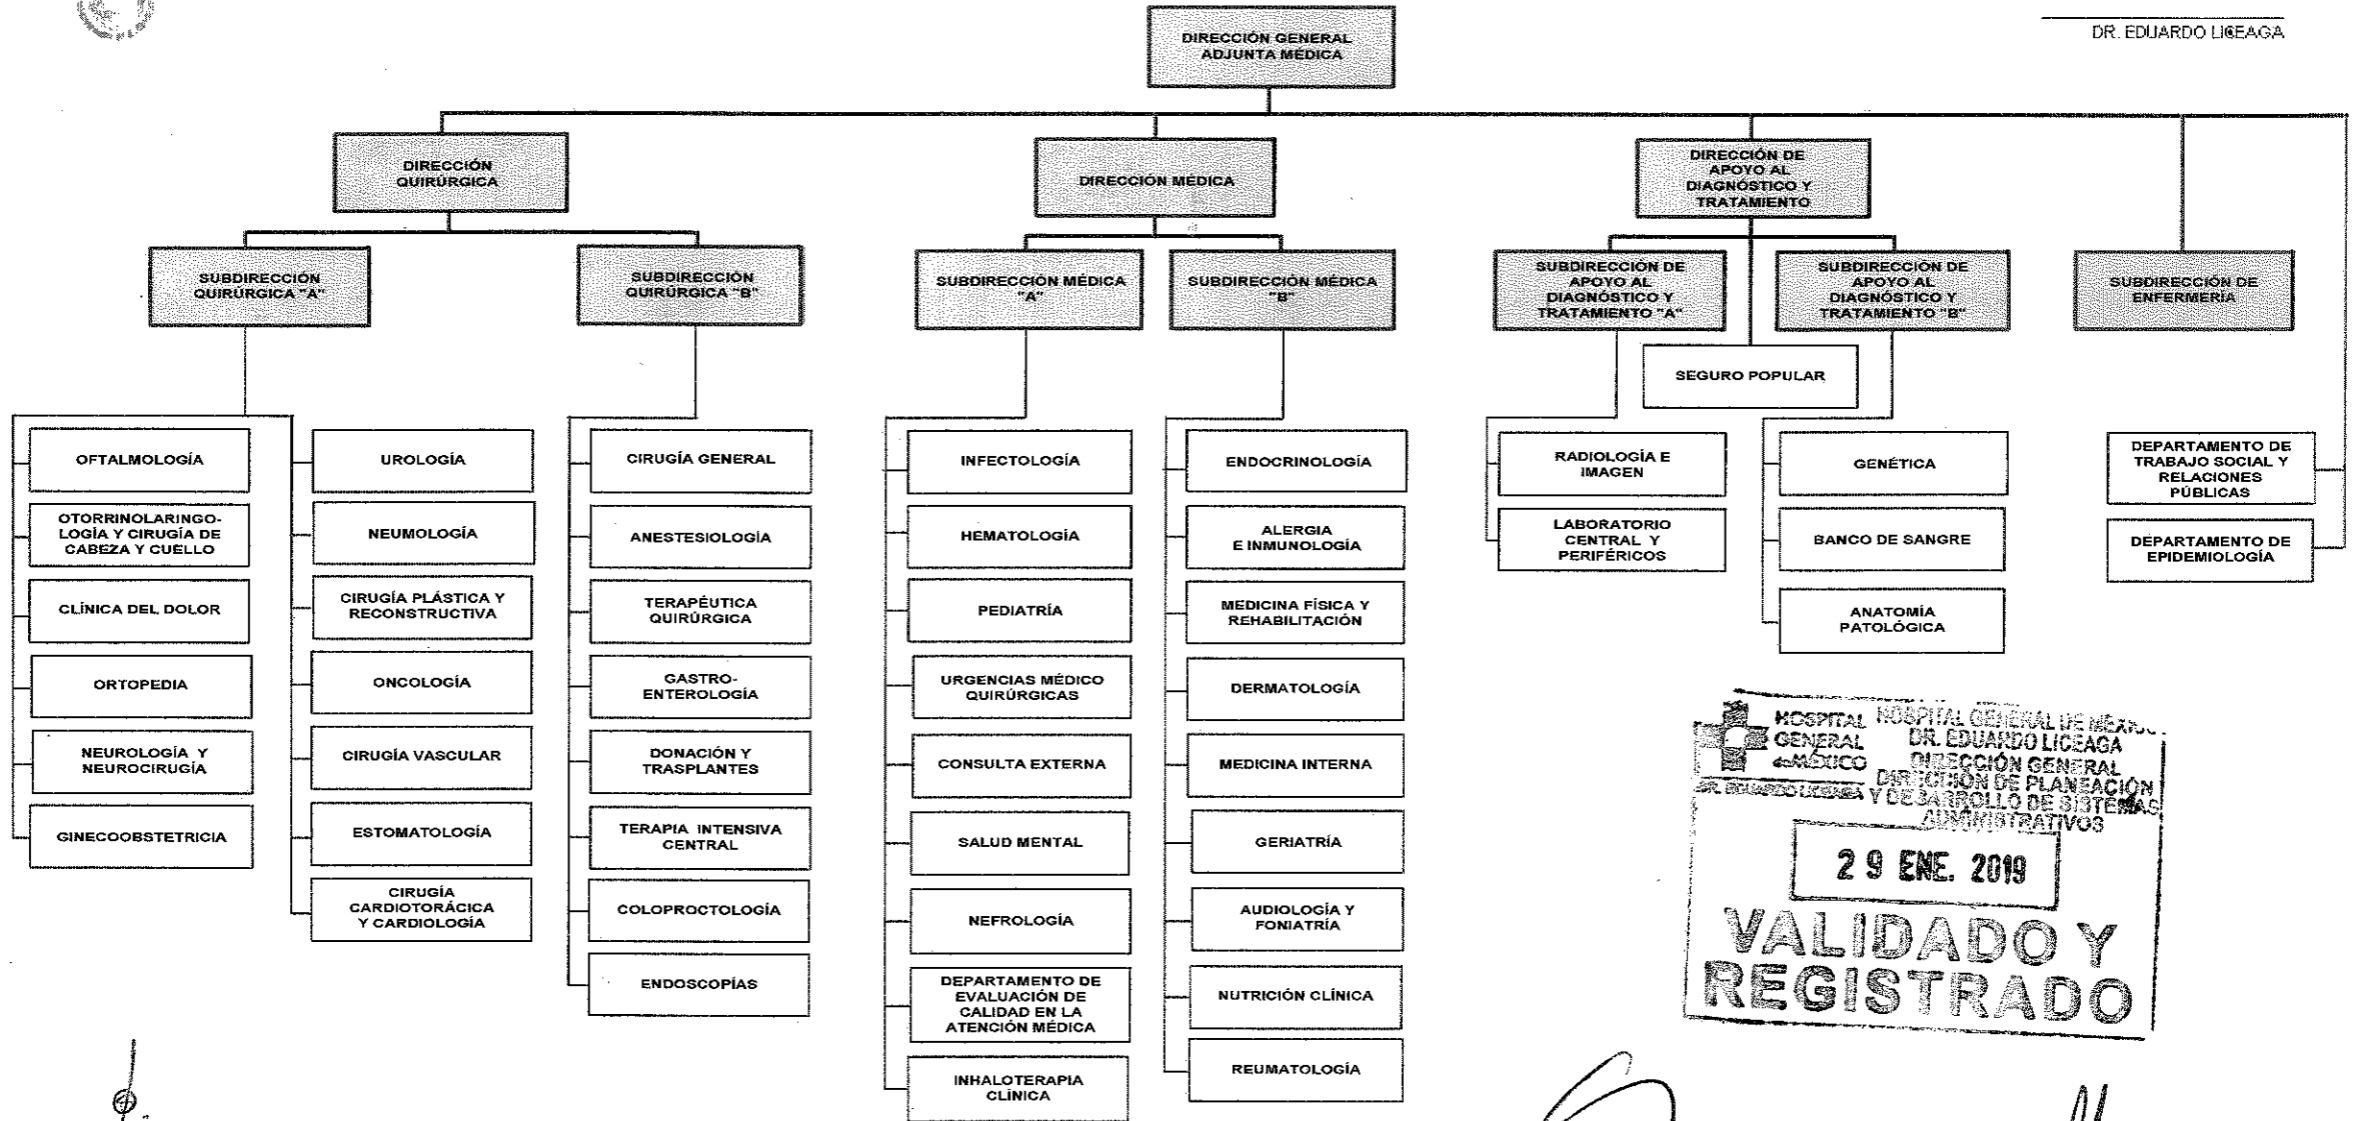 DR. EDUARDO LICEAGA
DIRECCIÓN GENERAL
ADJUNTA MÉDICA
DIRECCIÓN
QUIRÚRGICA
DIRECCIÓN MÉDICA
DIRECCIÓN DE
APOYO AL
DIAGNÓSTICO Y
TRATAMIENTO
SUBDIRECCIÓN
QUIRÚRGICA "A"
SUBDIRECCIÓN
QUIRÚRGICA "B"
SUBDIRECCIÓN MÉDICA
"A"
SUBDIRECCIÓN MÉDICA
"B"
SUBDIRECCIÓN DE
APOYO AL
DIAGNÓSTICO Y
TRATAMIENTO "A"
SUBDIRECCIÓN DE
APOYO AL
DIAGNÓSTICO Y
TRATAMIENTO "B"
SUBDIRECCIÓN DE
ENFERMERÍA
SEGURO POPULAR
OFTALMOLOGÍA
OTORRINOLARINGO-
LOGÍA Y CIRUGÍA DE
CABEZA Y CUELLO
CLÍNICA DEL DOLOR
ORTOPEDIA
NEUROLOGÍA Y
NEUROCIRUGÍA
GINECOOBSTETRICIA
UROLOGÍA
NEUMOLOGÍA
CIRUGÍA PLÁSTICA Y
RECONSTRUCTIVA
ONCOLOGÍA
CIRUGÍA VASCULAR
ESTOMATOLOGÍA
CIRUGÍA
CARDIOTORÁCICA
Y CARDIOLOGÍA
CIRUGÍA GENERAL
ANESTESIOLOGÍA
TERAPÉUTICA
QUIRÚRGICA
GASTRO-
ENTEROLOGÍA
DONACIÓN Y
TRASPLANTES
TERAPIA INTENSIVA
CENTRAL
COLOPROCTOLOGÍA
ENDOSCOPÍAS
INFECTOLOGÍA
HEMATOLOGÍA
PEDIATRÍA
URGENCIAS MÉDICO
QUIRÚRGICAS
CONSULTA EXTERNA
SALUD MENTAL
NEFROLOGÍA
DEPARTAMENTO DE
EVALUACIÓN DE
CALIDAD EN LA
ATENCIÓN MÉDICA
INHALOTERAPIA
CLÍNICA
ENDOCRINOLOGÍA
ALERGIA
E INMUNOLOGÍA
MEDICINA FÍSICA Y
REHABILITACIÓN
DERMATOLOGÍA
MEDICINA INTERNA
GERIATRÍA
AUDIOLOGÍA Y
FONIATRÍA
NUTRICIÓN CLÍNICA
REUMATOLOGÍA
RADIOLOGÍA E
IMAGEN
LABORATORIO
CENTRAL Y
PERIFÉRICOS
GENÉTICA
BANCO DE SANGRE
ANATOMÍA
PATOLÓGICA
DEPARTAMENTO DE
TRABAJO SOCIAL Y
RELACIONES
PÚBLICAS
DEPARTAMENTO DE
EPIDEMIOLOGÍA
HOSPITAL
GENERAL
de MÉXICO
DR. EDUARDO LICEAGA
HOSPITAL GENERAL DE MÉXICO
DR. EDUARDO LICEAGA
DIRECCIÓN GENERAL
DIRECCIÓN DE PLANEACIÓN
Y DESARROLLO DE SISTEMAS
ADMINISTRATIVOS
29 ENE. 2019
VALIDADO Y
REGISTRADO